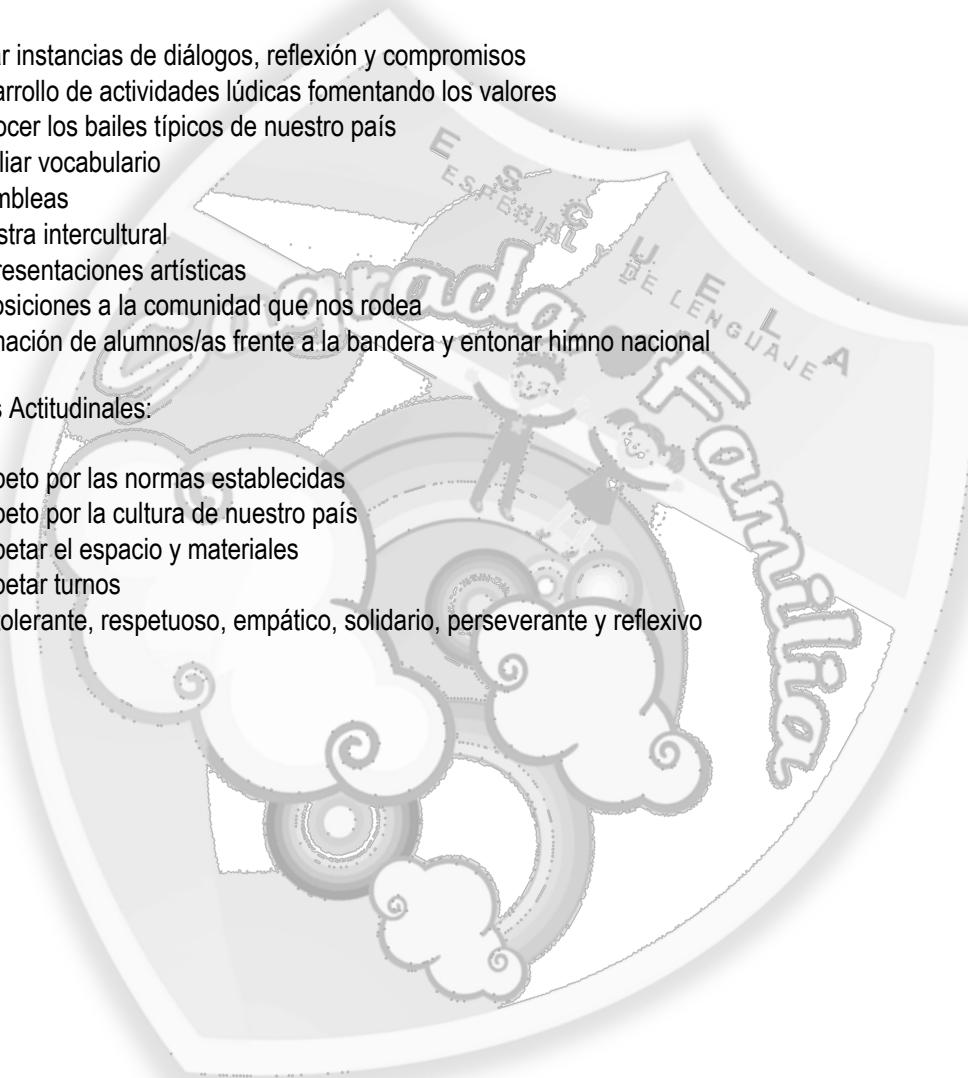 ar instancias de diálogos, reflexión y compromisos
arrollo de actividades lúdicas fomentando los valores
ocer los bailes típicos de nuestro país
liar vocabulario
mbleas
stra intercultural
resentaciones artísticas
osiciones a la comunidad que nos rodea
mación de alumnos/as frente a la bandera y entonar himno nacional
s Actitudinales:
peto por las normas establecidas
peto por la cultura de nuestro país
petar el espacio y materiales
petar turnos
tolerante, respetuoso, empático, solidario, perseverante y reflexivo
ESCUELA
ESPECIAL Y DE LENGUAJE
Sagrada Familia